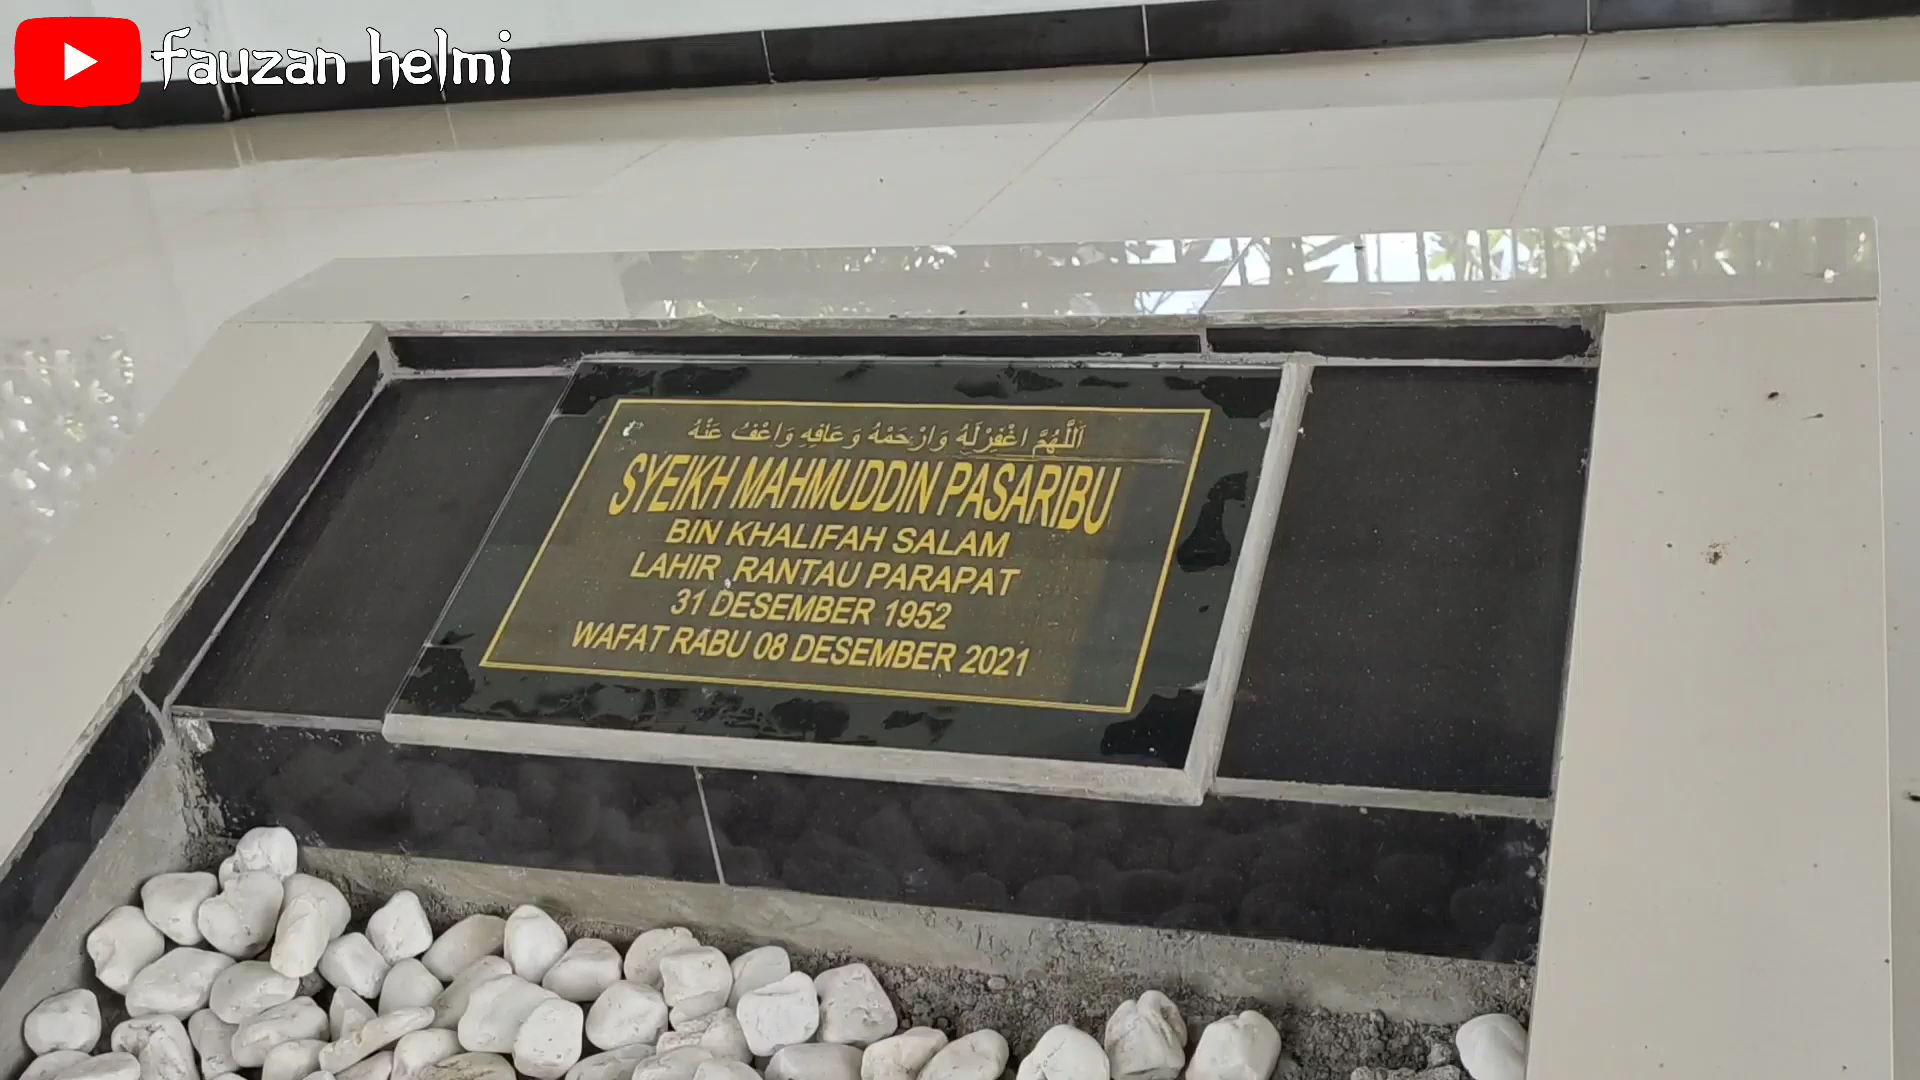 fauzan helmi
اَللَّهُمَّ اغْفِرْلَهُ وَارْحَمْهُ وَعَافِهِ وَاعْفُ عَنْهُ
SYEIKH MAHMUDDIN PASARIBU
BIN KHALIFAH SALAM
LAHIR RANTAU PARAPAT
31 DESEMBER 1952
WAFAT RABU 08 DESEMBER 2021